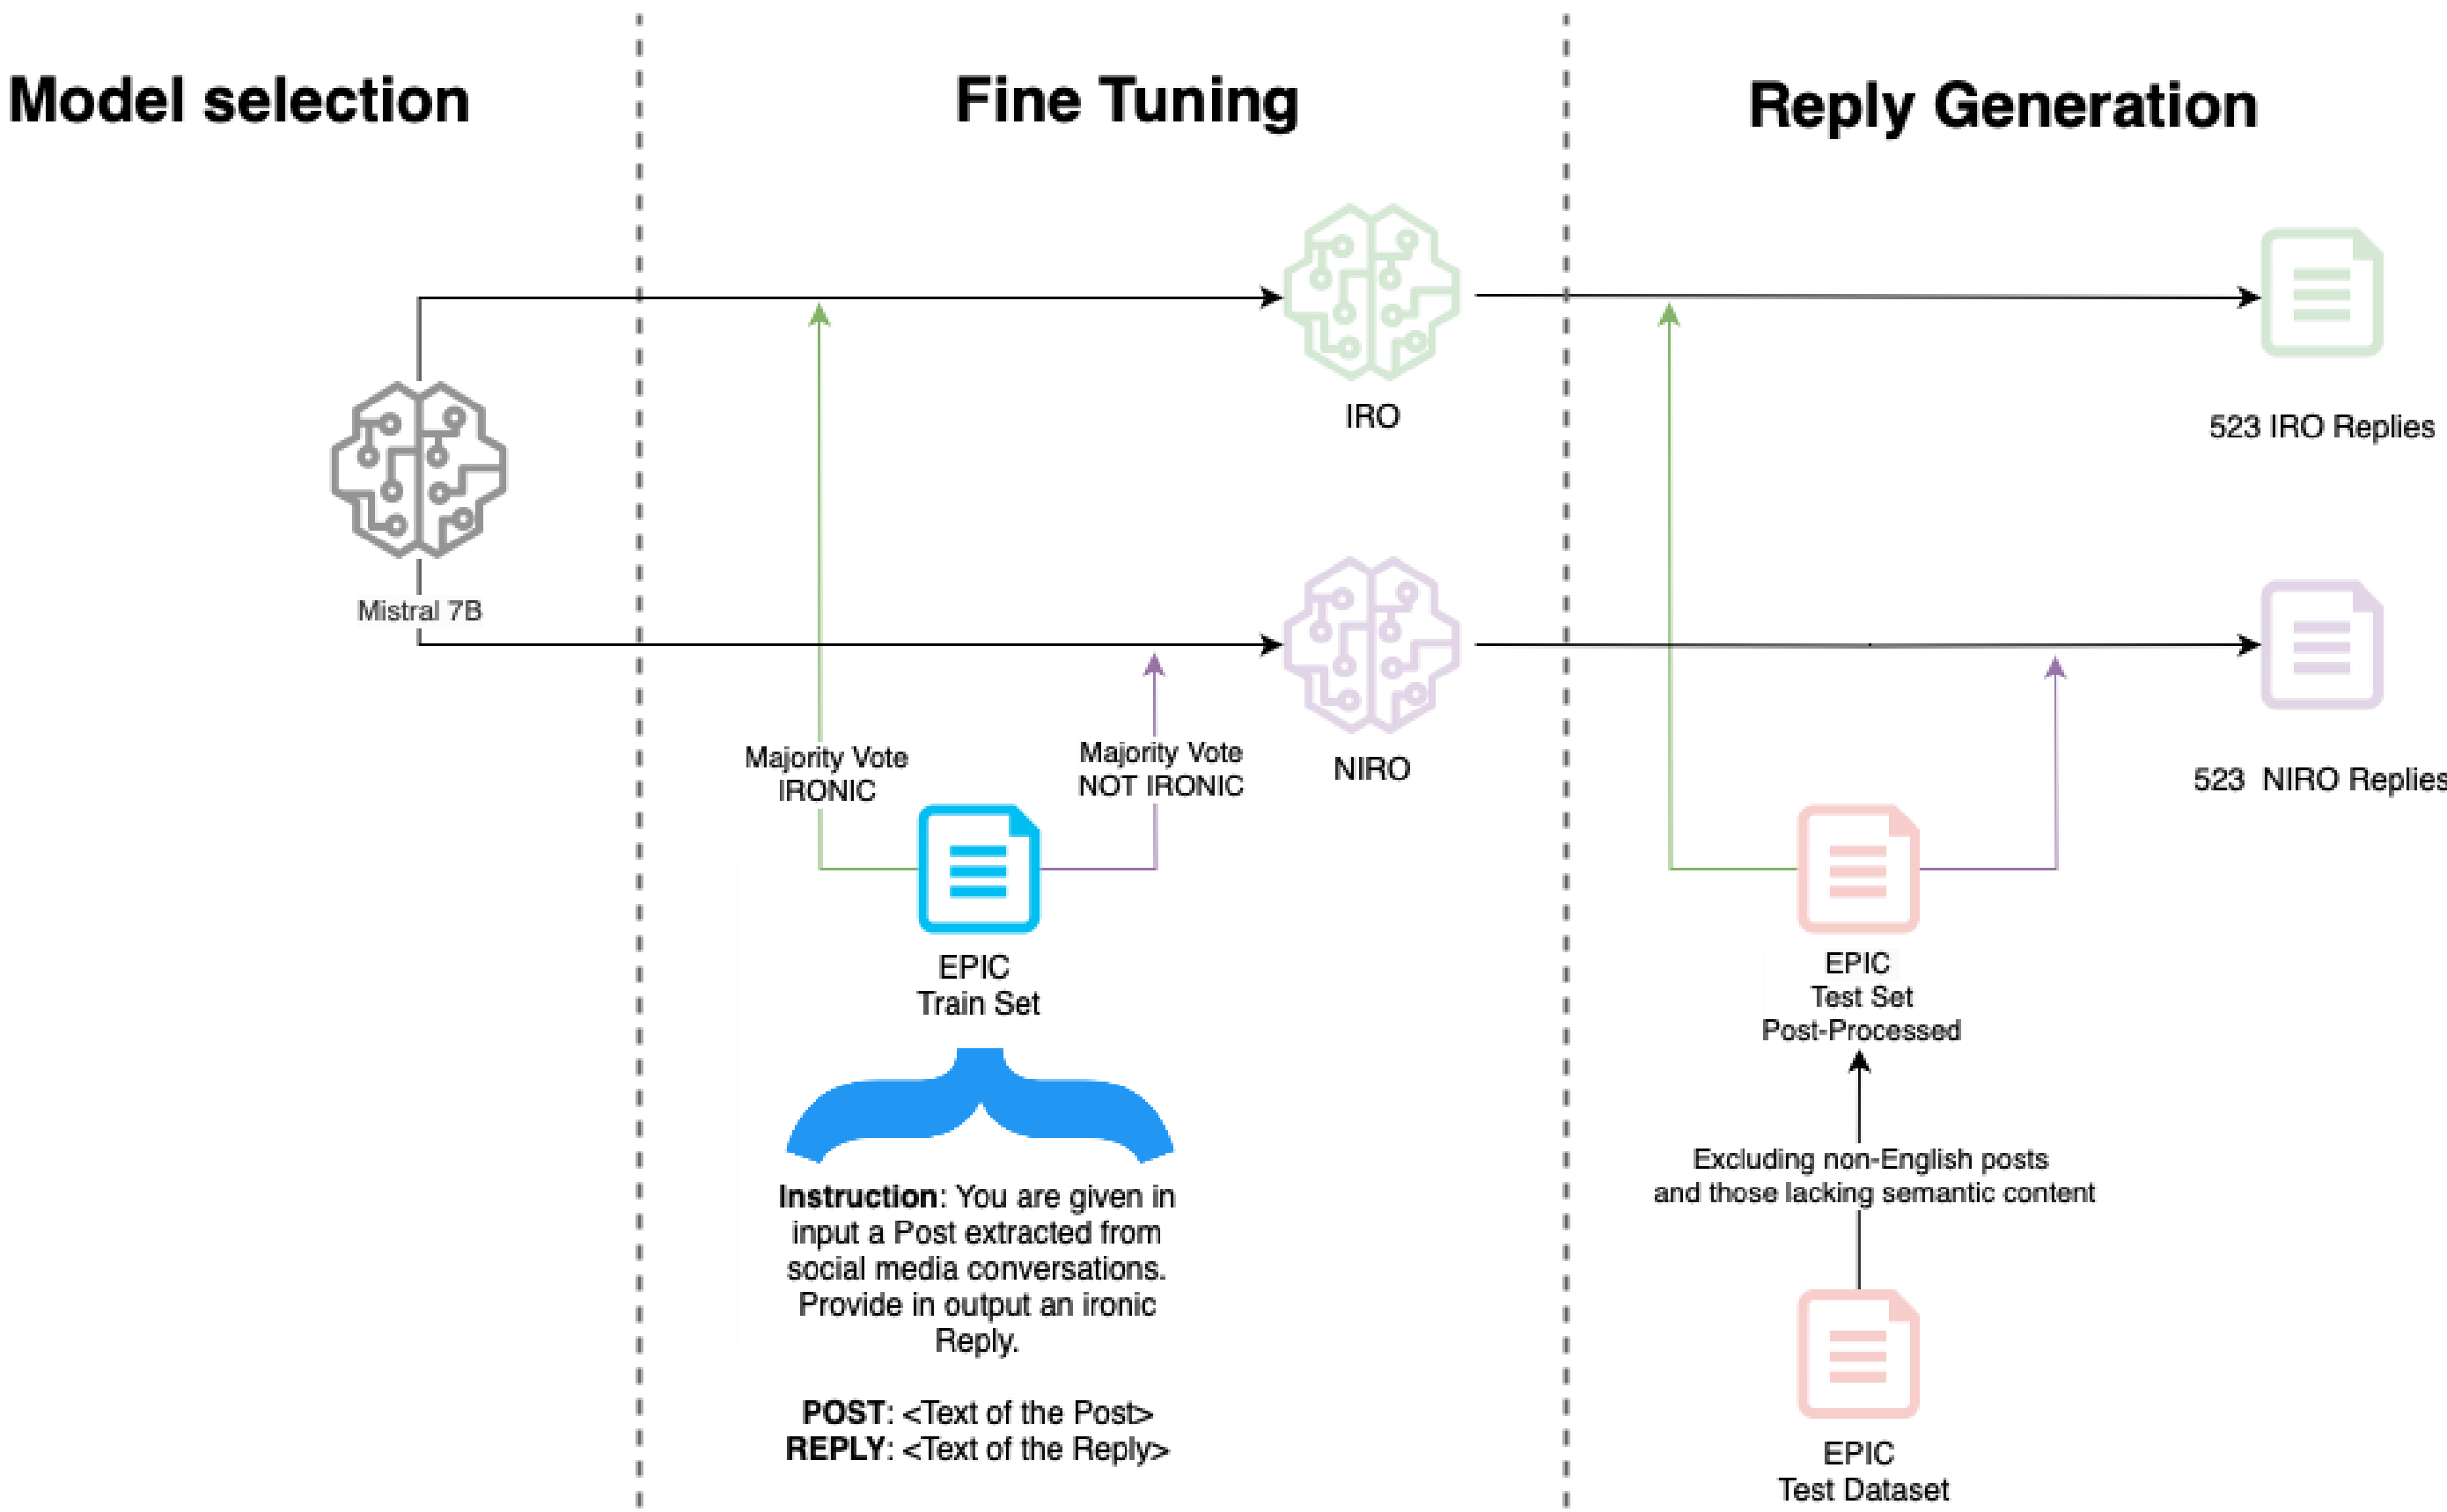 Model selection
Fine Tuning
Reply Generation
Mistral 7B
IRO
NIRO
Majority Vote
IRONIC
Majority Vote
NOT IRONIC
EPIC
Train Set
Instruction: You are given in
input a Post extracted from
social media conversations.
Provide in output an ironic
Reply.
POST: <Text of the Post>
REPLY: <Text of the Reply>
523 IRO Replies
523 NIRO Replies
EPIC
Test Set
Post-Processed
Excluding non-English posts
and those lacking semantic content
EPIC
Test Dataset